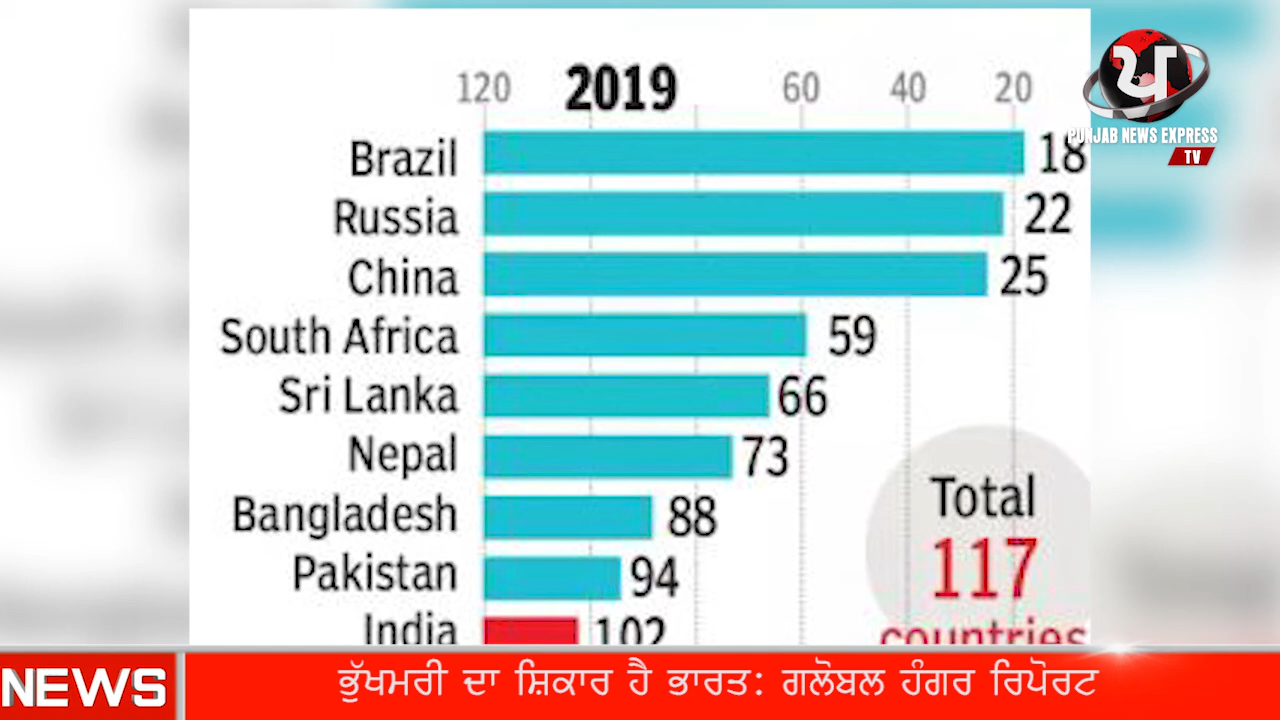 120 2019 60 40 20
Brazil 18
Russia 22
China 25
South Africa 59
Sri Lanka 66
Nepal 73
Bangladesh 88
Pakistan 94
India 102
Total
117
countries
ਪ
PUNJAB NEWS EXPRESS
TV
NEWS
ਭੁੱਖਮਰੀ ਦਾ ਸ਼ਿਕਾਰ ਹੈ ਭਾਰਤ: ਗਲੋਬਲ ਹੰਗਰ ਰਿਪੋਰਟ